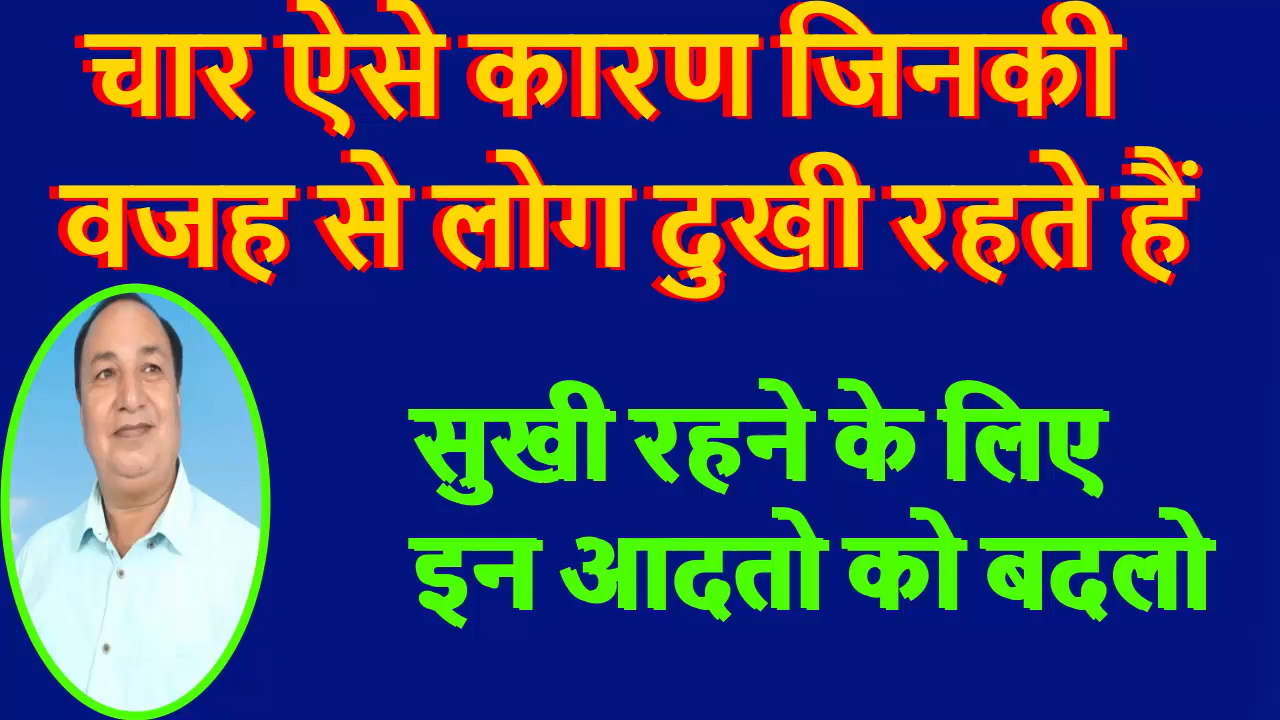 चार ऐसे कारण जिनकी
वजह से लोग दुखी रहते हैं
सुखी रहने के लिए
इन आदतो को बदलो